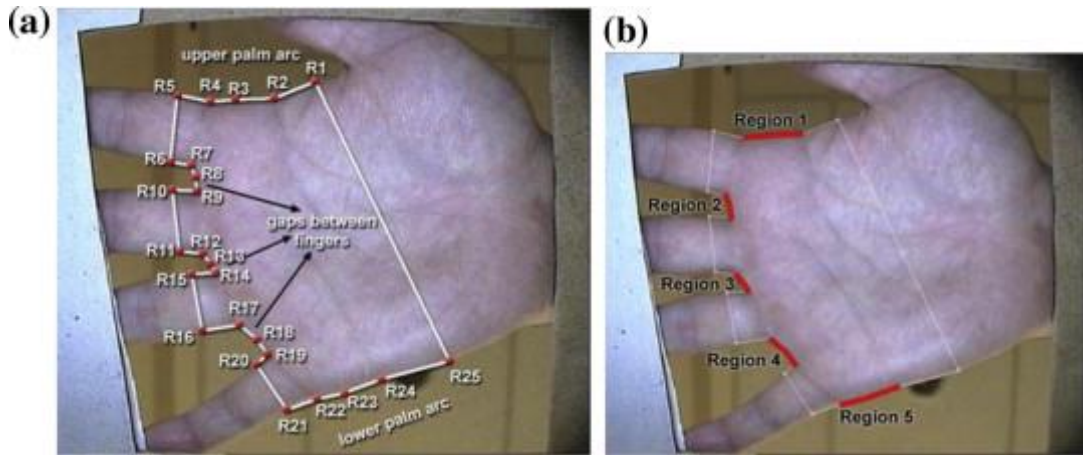 (a)
upper palm arc
R1
R5
R4
R3
R2
R6
R7
R8
R10
R9
gaps between
fingers
R11
R12
R13
R15
R14
R17
R16
R18
R20
R19
R25
R24
R23
R22
R21
lower palm arc
(b)
Region 1
Region 2
Region 3
Region 4
Region 5